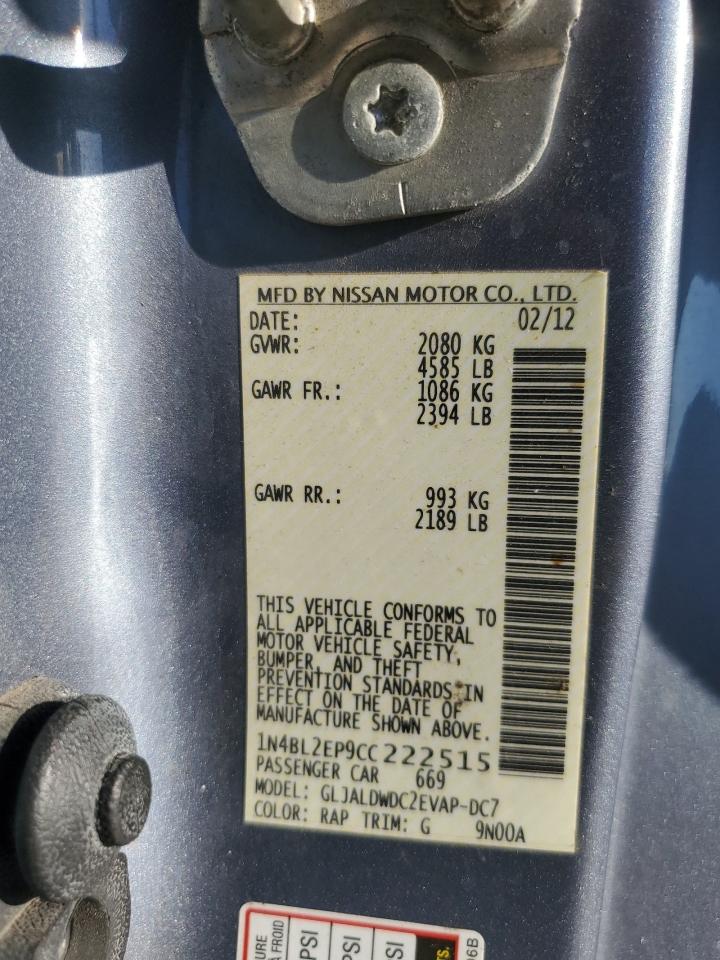 MFD BY NISSAN MOTOR CO., LTD.
DATE: 02/12
GVWR: 2080 KG
4585 LB
GAWR FR.: 1086 KG
2394 LB
GAWR RR.: 993 KG
2189 LB
THIS VEHICLE CONFORMS TO
ALL APPLICABLE FEDERAL
MOTOR VEHICLE SAFETY,
BUMPER, AND THEFT
PREVENTION STANDARDS IN
EFFECT ON THE DATE OF
MANUFACTURE SHOWN ABOVE.
1N4BL2EP9CC222515
PASSENGER CAR 669
MODEL: GLJALDWDC2EVAP-DC7
COLOR: RAP TRIM: G 9N00A
A FROID
PSI
PSI
SI